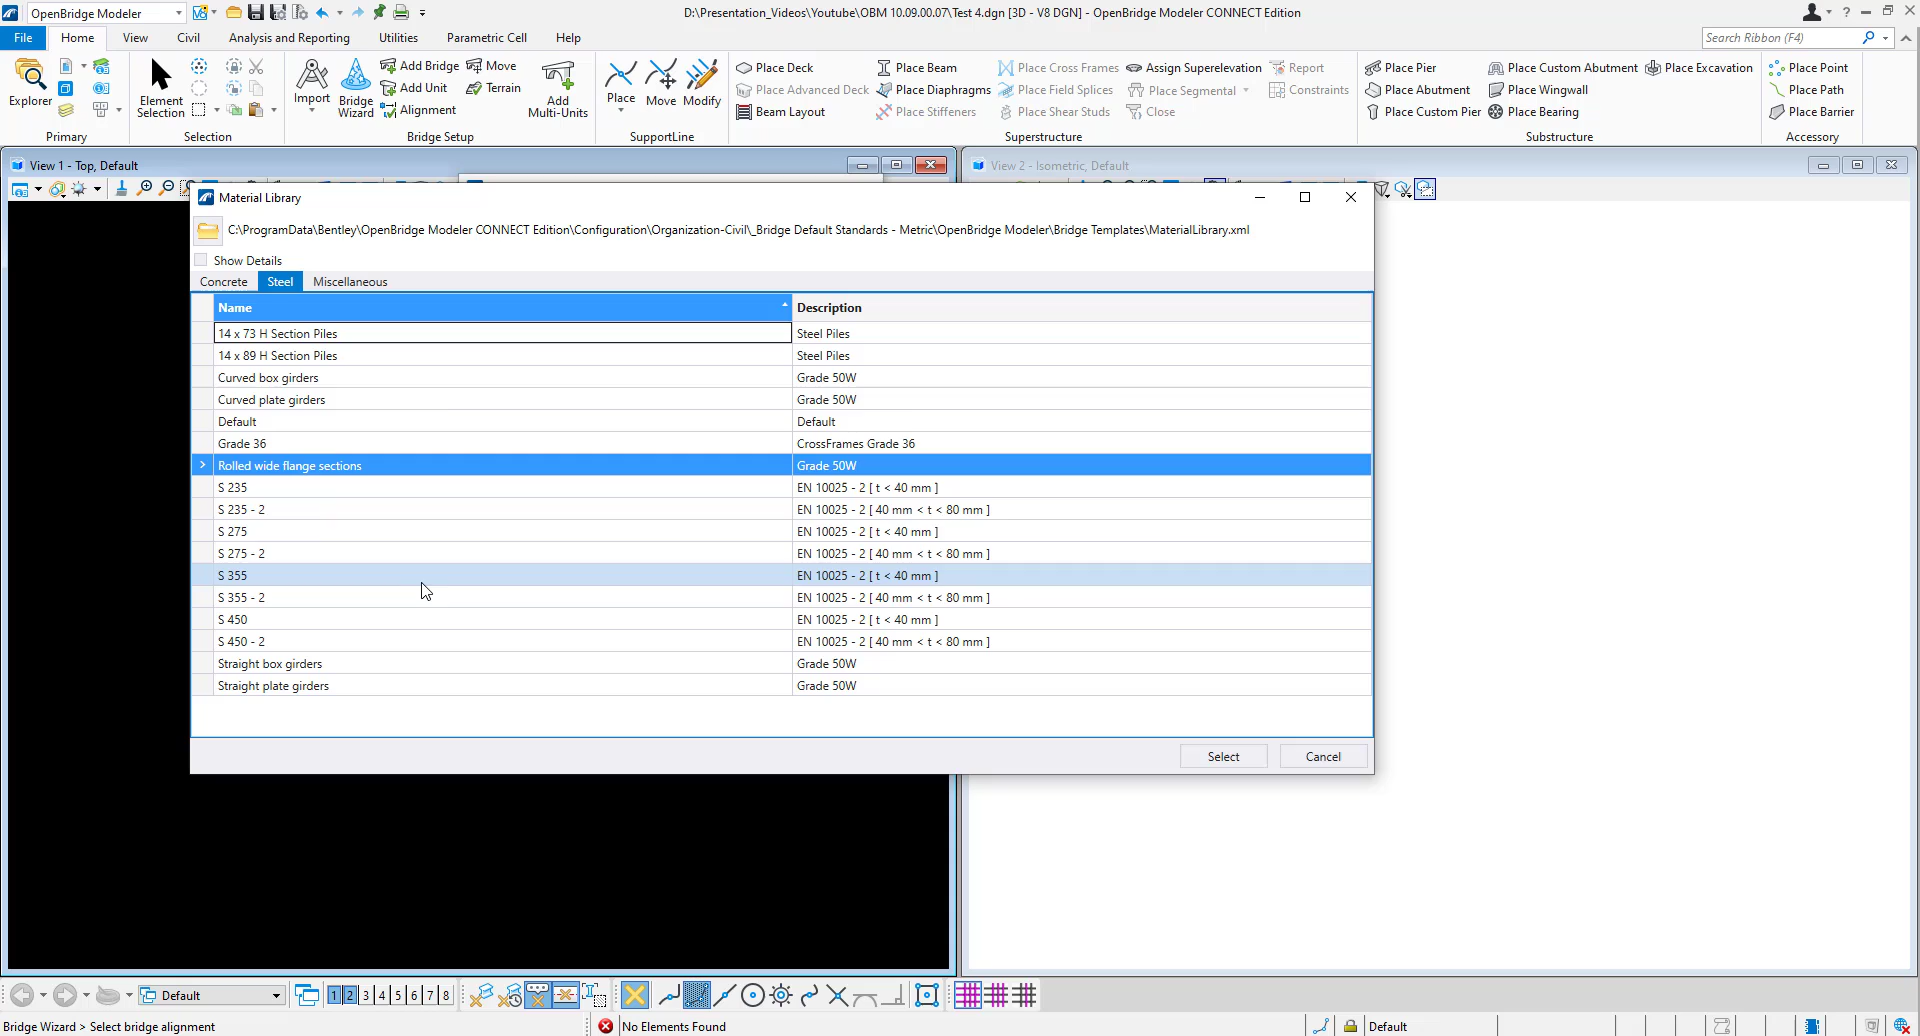 OpenBridge Modeler
D:\Presentation_Videos\Youtube\OBM 10.09.00.07\Test 4.dgn [3D - V8 DGN] - OpenBridge Modeler CONNECT Edition
File Home View Civil Analysis and Reporting Utilities Parametric Cell Help
Search Ribbon (F4)
Explorer
Primary
Element Selection
Selection
Import
Bridge Wizard
Add Bridge
Add Unit
Alignment
Move
Terrain
Add Multi-Units
Bridge Setup
Place
Move
Modify
SupportLine
Place Deck
Place Advanced Deck
Beam Layout
Place Beam
Place Diaphragms
Place Stiffeners
Place Cross Frames
Place Field Splices
Place Shear Studs
Assign Superelevation
Place Segmental
Close
Report
Constraints
Superstructure
Place Pier
Place Abutment
Place Custom Pier
Place Custom Abutment
Place Wingwall
Place Bearing
Place Excavation
Substructure
Place Point
Place Path
Place Barrier
Accessory
View 1 - Top, Default
View 2 - Isometric, Default
Material Library
C:\ProgramData\Bentley\OpenBridge Modeler CONNECT Edition\Configuration\Organization-Civil\_Bridge Default Standards - Metric\OpenBridge Modeler\Bridge Templates\MaterialLibrary.xml
Show Details
Concrete Steel Miscellaneous
Name Description
14 x 73 H Section Piles Steel Piles
14 x 89 H Section Piles Steel Piles
Curved box girders Grade 50W
Curved plate girders Grade 50W
Default Default
Grade 36 CrossFrames Grade 36
Rolled wide flange sections Grade 50W
S 235 EN 10025 - 2 [ t < 40 mm ]
S 235 - 2 EN 10025 - 2 [ 40 mm < t < 80 mm ]
S 275 EN 10025 - 2 [ t < 40 mm ]
S 275 - 2 EN 10025 - 2 [ 40 mm < t < 80 mm ]
S 355 EN 10025 - 2 [ t < 40 mm ]
S 355 - 2 EN 10025 - 2 [ 40 mm < t < 80 mm ]
S 450 EN 10025 - 2 [ t < 40 mm ]
S 450 - 2 EN 10025 - 2 [ 40 mm < t < 80 mm ]
Straight box girders Grade 50W
Straight plate girders Grade 50W
Select Cancel
Default
1 2 3 4 5 6 7 8
Bridge Wizard > Select bridge alignment
No Elements Found
Default